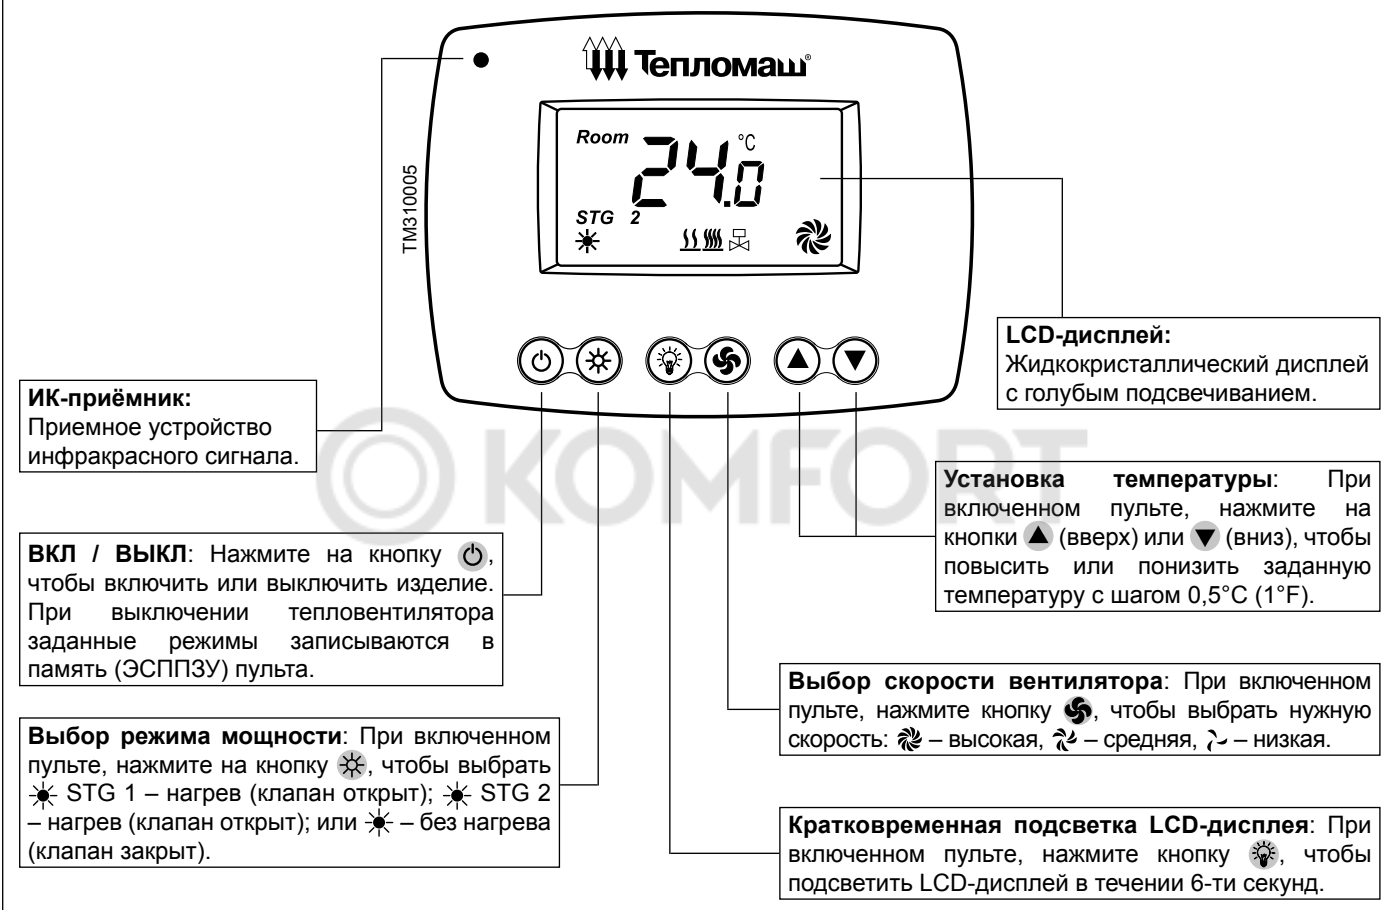 Тепломаш®
Room 24.0 °C
STG 2
TM310005
LCD-дисплей:
Жидкокристаллический дисплей
с голубым подсвечиванием.
ИК-приёмник:
Приемное устройство
инфракрасного сигнала.
KOMFORT
Установка температуры: При
включенном пульте, нажмите на
кнопки ▲ (вверх) или ▼ (вниз), чтобы
повысить или понизить заданную
температуру с шагом 0,5°C (1°F).
ВКЛ / ВЫКЛ: Нажмите на кнопку ,
чтобы включить или выключить изделие.
При выключении тепловентилятора
заданные режимы записываются в
память (ЭСППЗУ) пульта.
Выбор скорости вентилятора: При включенном
пульте, нажмите кнопку , чтобы выбрать нужную
скорость: – высокая, – средняя, – низкая.
Выбор режима мощности: При включенном
пульте, нажмите на кнопку , чтобы выбрать
STG 1 – нагрев (клапан открыт); STG 2
– нагрев (клапан открыт); или – без нагрева
(клапан закрыт).
Кратковременная подсветка LCD-дисплея: При
включенном пульте, нажмите кнопку , чтобы
подсветить LCD-дисплей в течении 6-ти секунд.